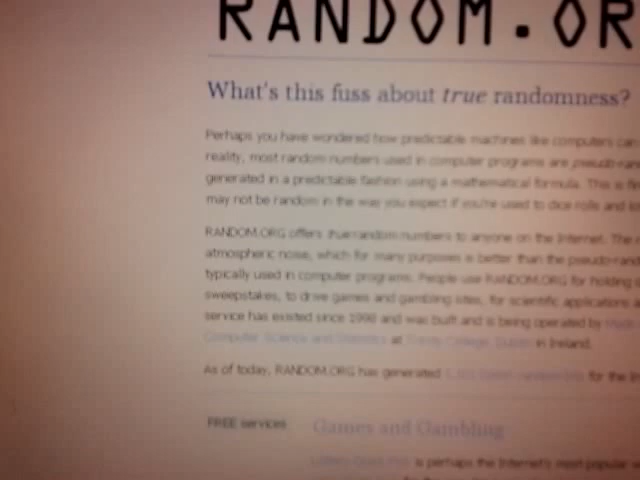 RANDOM.OR
What's this fuss about true randomness?
Perhaps you have wondered how predictable machines like computers can
reality, most random numbers used in computer programs are pseudo-ran
generated in a predictable fashion using a mathematical formula. This is fi
may not be random in the way you expect if you're used to dice rolls and lo
RANDOM.ORG offers true random numbers to anyone on the Internet. The r
atmospheric noise, which for many purposes is better than the pseudo-rand
typically used in computer programs. People use RANDOM.ORG for holding d
sweepstakes, to drive games and gambling sites, for scientific applications a
service has existed since 1998 and was built and is being operated by
Computer Science and Statistics at Trinity College, Dublin in Ireland.
As of today, RANDOM.ORG has generated for the In
FREE services
Games and Gambling
is perhaps the Internet's most popular